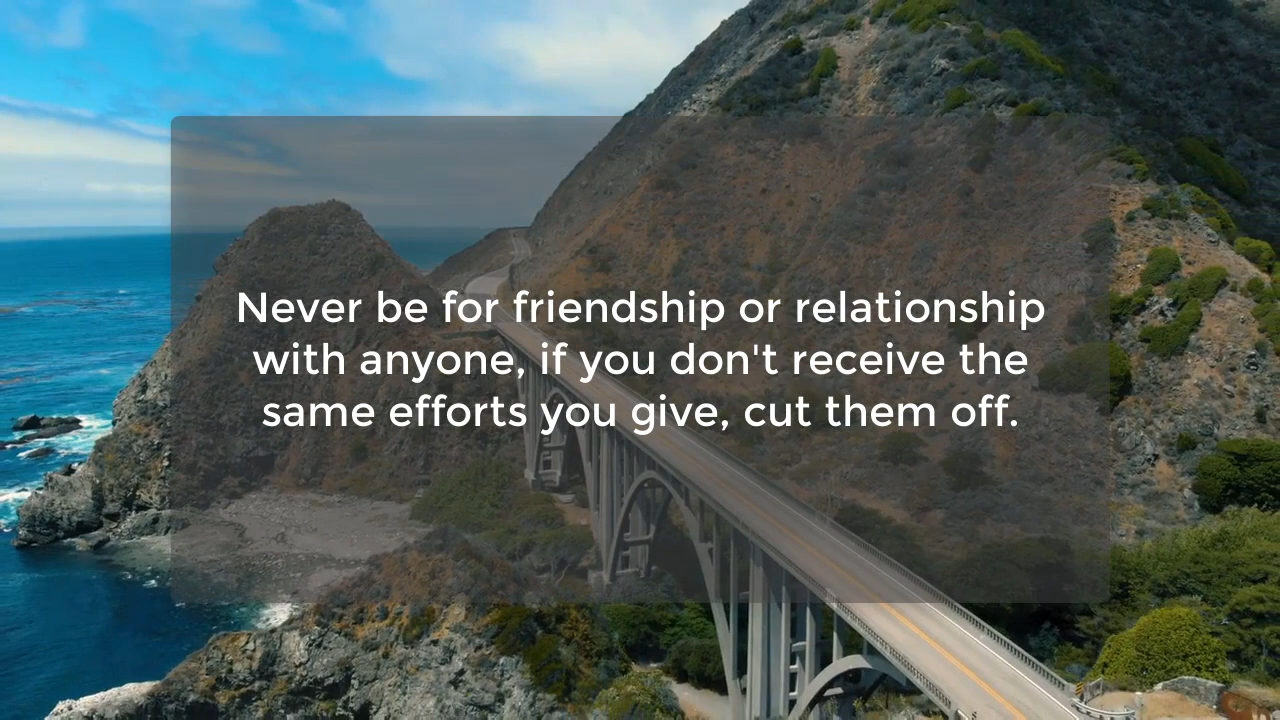 Never be for friendship or relationship
with anyone, if you don't receive the
same efforts you give, cut them off.